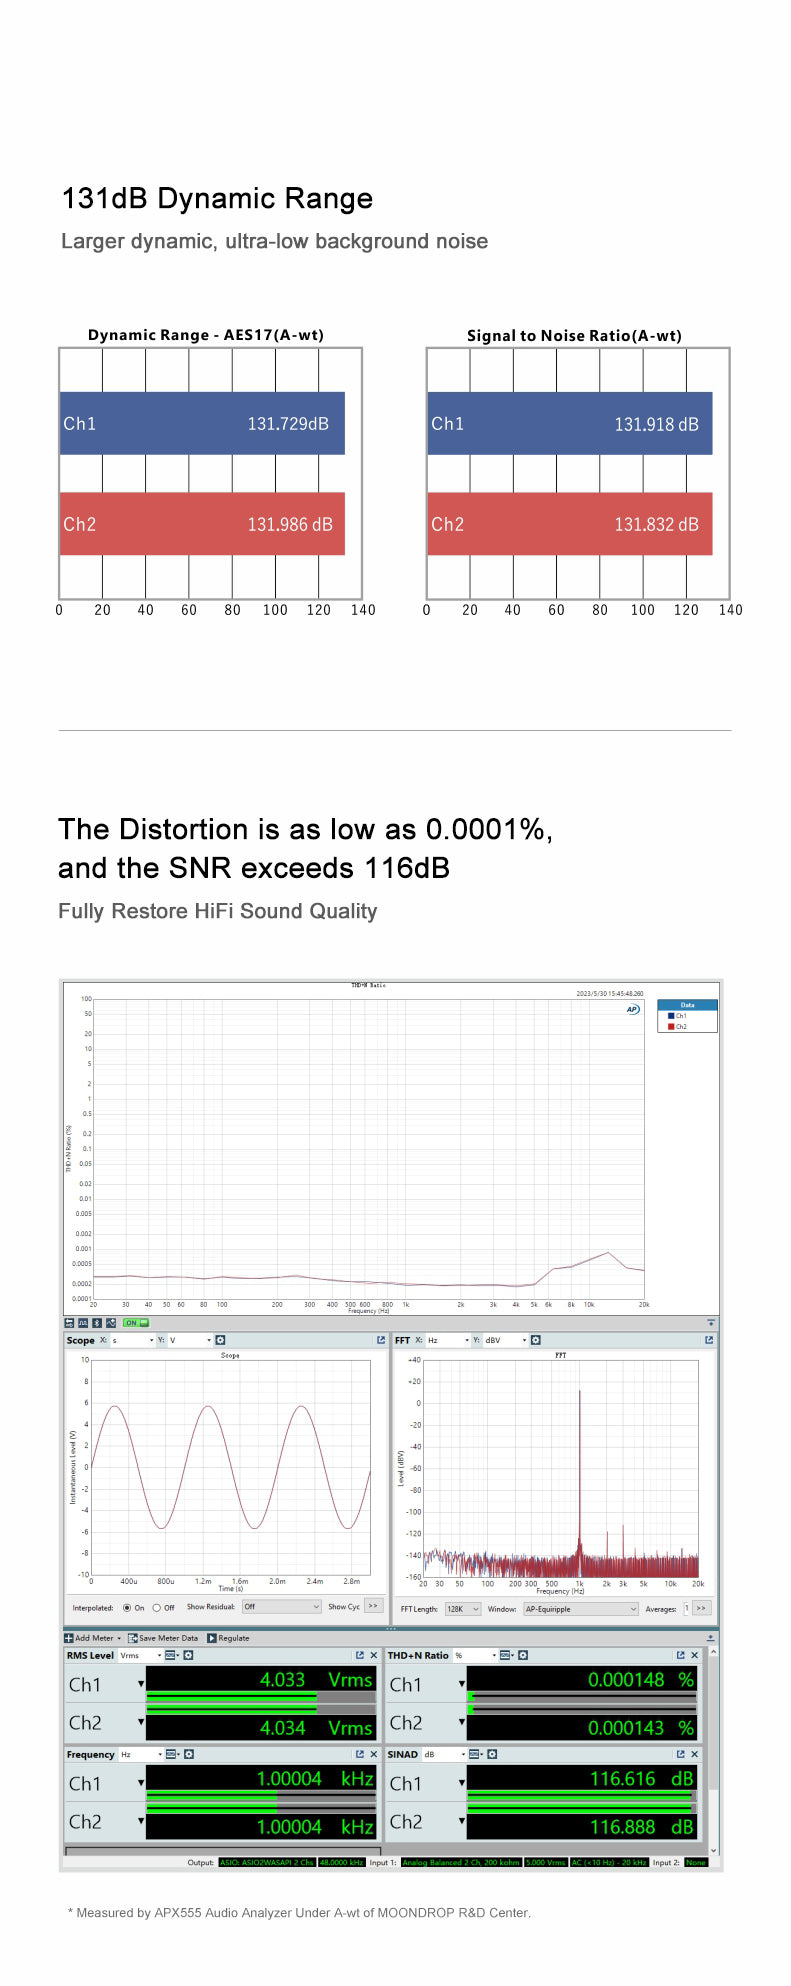 131dB Dynamic Range
Larger dynamic, ultra-low background noise
Dynamic Range - AES17(A-wt)
Ch1 131.729dB
Ch2 131.986 dB
0 20 40 60 80 100 120 140
Signal to Noise Ratio(A-wt)
Ch1 131.918 dB
Ch2 131.832 dB
0 20 40 60 80 100 120 140
The Distortion is as low as 0.0001%,
and the SNR exceeds 116dB
Fully Restore HiFi Sound Quality
THD+N Ratio
2023/5/30 15:45:48.260
AP
Data
Ch1
Ch2
THD+N Ratio (%)
100
50
20
10
5
2
1
0.5
0.2
0.1
0.05
0.02
0.01
0.005
0.002
0.001
0.0005
0.0002
0.0001
20 30 40 50 60 80 100 200 300 400 500 600 800 1k 2k 3k 4k 5k 6k 8k 10k 20k
Frequency (Hz)
ON
Scope X: s Y: V
Scope
Instantaneous Level (V)
10
8
6
4
2
0
-2
-4
-6
-8
-10
0 400u 800u 1.2m 1.6m 2.0m 2.4m 2.8m
Time (s)
Interpolated: On Off Show Residual: Off Show Cyc >>
FFT X: Hz Y: dBV
FFT
Level (dBV)
+40
+20
0
-20
-40
-60
-80
-100
-120
-140
-160
20 30 50 100 200 300 500 1k 2k 3k 5k 10k 20k
Frequency (Hz)
FFT Length: 128K Window: AP-Equiripple Averages: 1 >>
Add Meter Save Meter Data Regulate
RMS Level Vrms
Ch1 4.033 Vrms
Ch2 4.034 Vrms
THD+N Ratio %
Ch1 0.000148 %
Ch2 0.000143 %
Frequency Hz
Ch1 1.00004 kHz
Ch2 1.00004 kHz
SINAD dB
Ch1 116.616 dB
Ch2 116.888 dB
Output: ASIO: ASIO2WASAPI 2 Chs 48.0000 kHz Input 1: Analog Balanced 2 Ch, 200 kohm 5.000 Vrms AC (<10 Hz) - 20 kHz Input 2: None
* Measured by APX555 Audio Analyzer Under A-wt of MOONDROP R&D Center.